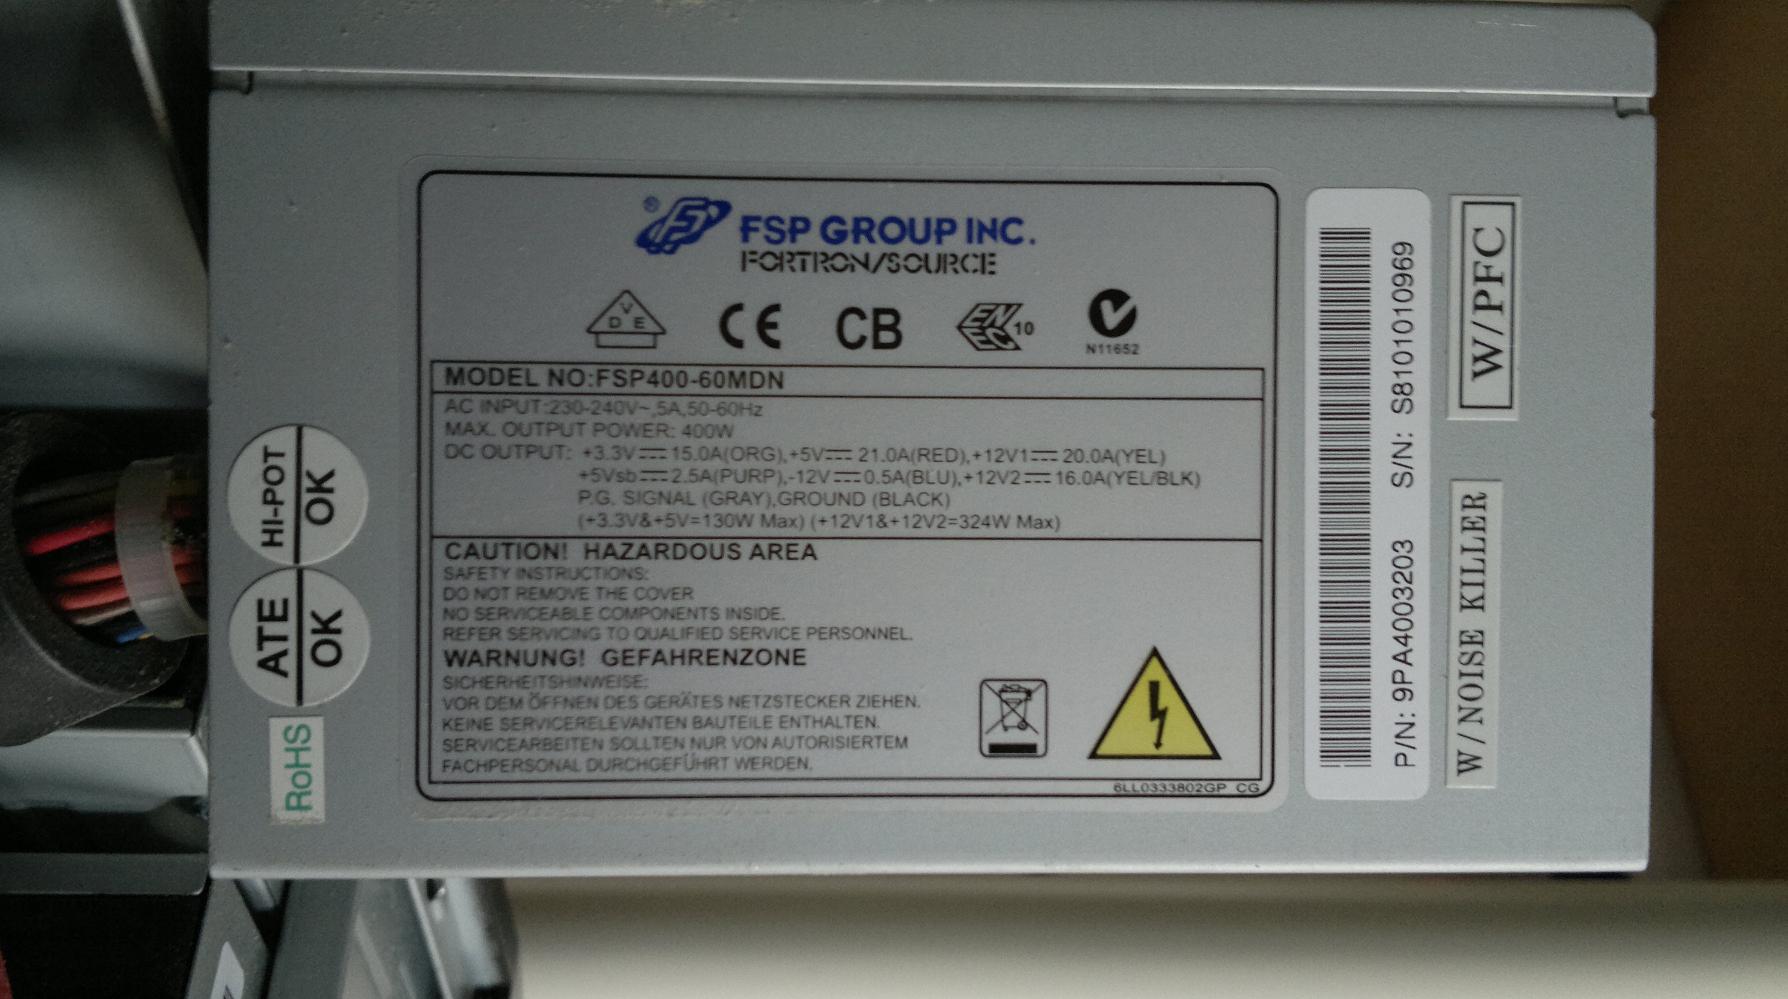 FSP GROUP INC.
FORTRON/SOURCE
VDE
CE
CB
ENEC 10
N11652
MODEL NO:FSP400-60MDN
AC INPUT:230-240V~,5A,50-60Hz
MAX. OUTPUT POWER: 400W
DC OUTPUT: +3.3V⎓15.0A(ORG),+5V⎓ 21.0A(RED),+12V1⎓ 20.0A(YEL)
+5Vsb⎓2.5A(PURP),-12V⎓0.5A(BLU),+12V2⎓ 16.0A(YEL/BLK)
P.G. SIGNAL (GRAY),GROUND (BLACK)
(+3.3V&+5V=130W Max) (+12V1&+12V2=324W Max)
CAUTION! HAZARDOUS AREA
SAFETY INSTRUCTIONS:
DO NOT REMOVE THE COVER
NO SERVICEABLE COMPONENTS INSIDE.
REFER SERVICING TO QUALIFIED SERVICE PERSONNEL.
WARNUNG! GEFAHRENZONE
SICHERHEITSHINWEISE:
VOR DEM ÖFFNEN DES GERÄTES NETZSTECKER ZIEHEN.
KEINE SERVICERELEVANTEN BAUTEILE ENTHALTEN.
SERVICEARBEITEN SOLLTEN NUR VON AUTORISIERTEM
FACHPERSONAL DURCHGEFÜHRT WERDEN.
6LL0333802GP CG
HI-POT
OK
ATE
OK
RoHS
P/N: 9PA4003203 S/N: S8101010969
W/PFC
W/NOISE KILLER